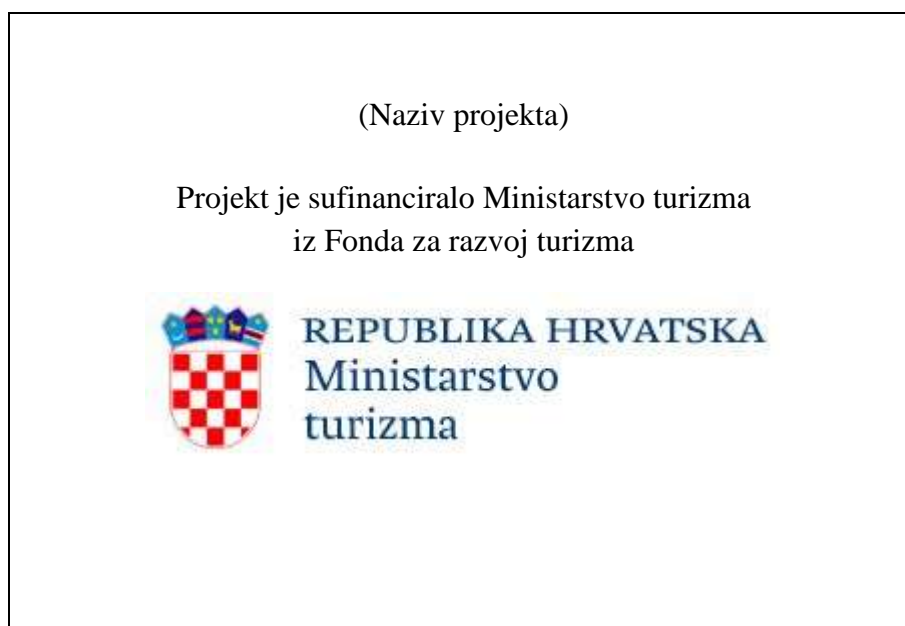 (Naziv projekta)
Projekt je sufinanciralo Ministarstvo turizma
iz Fonda za razvoj turizma
REPUBLIKA HRVATSKA
Ministarstvo
turizma